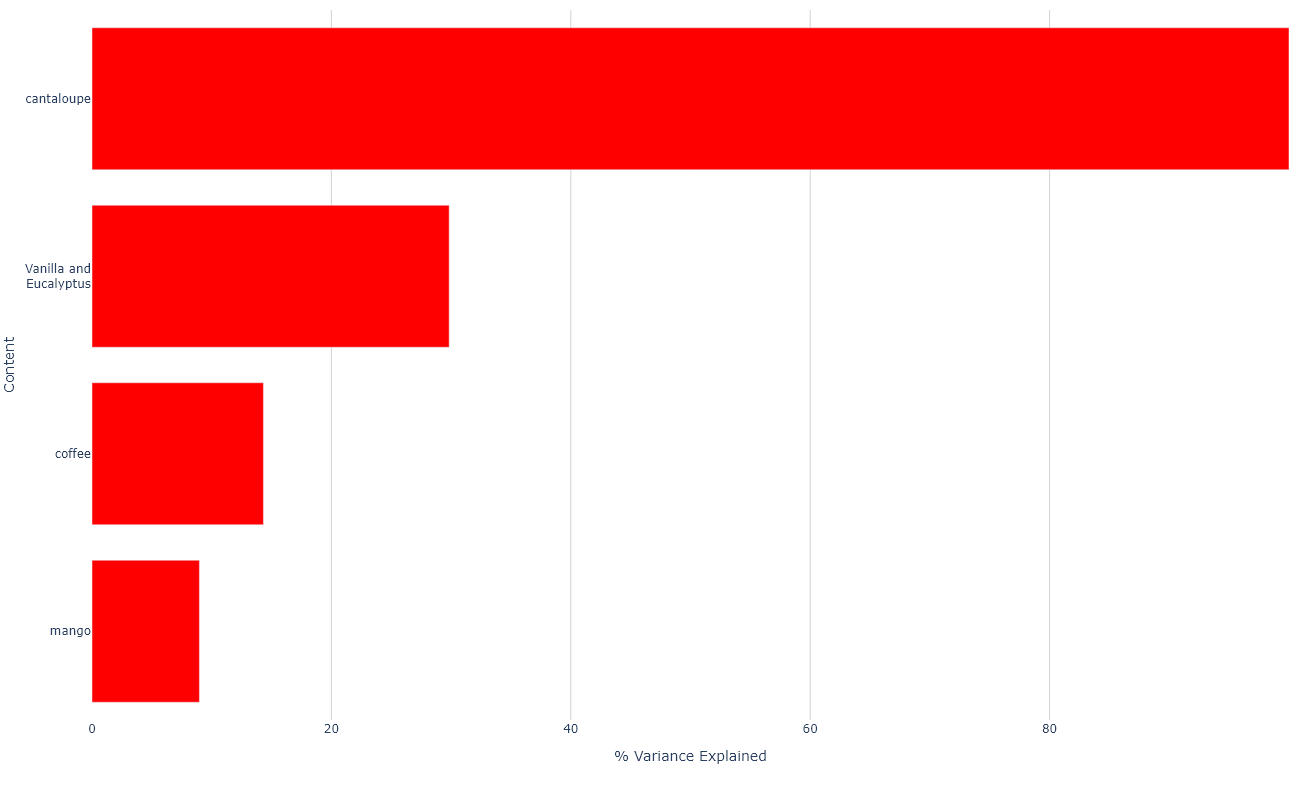 cantaloupe
Vanilla and
Eucalyptus
coffee
mango
Content
0 20 40 60 80
% Variance Explained